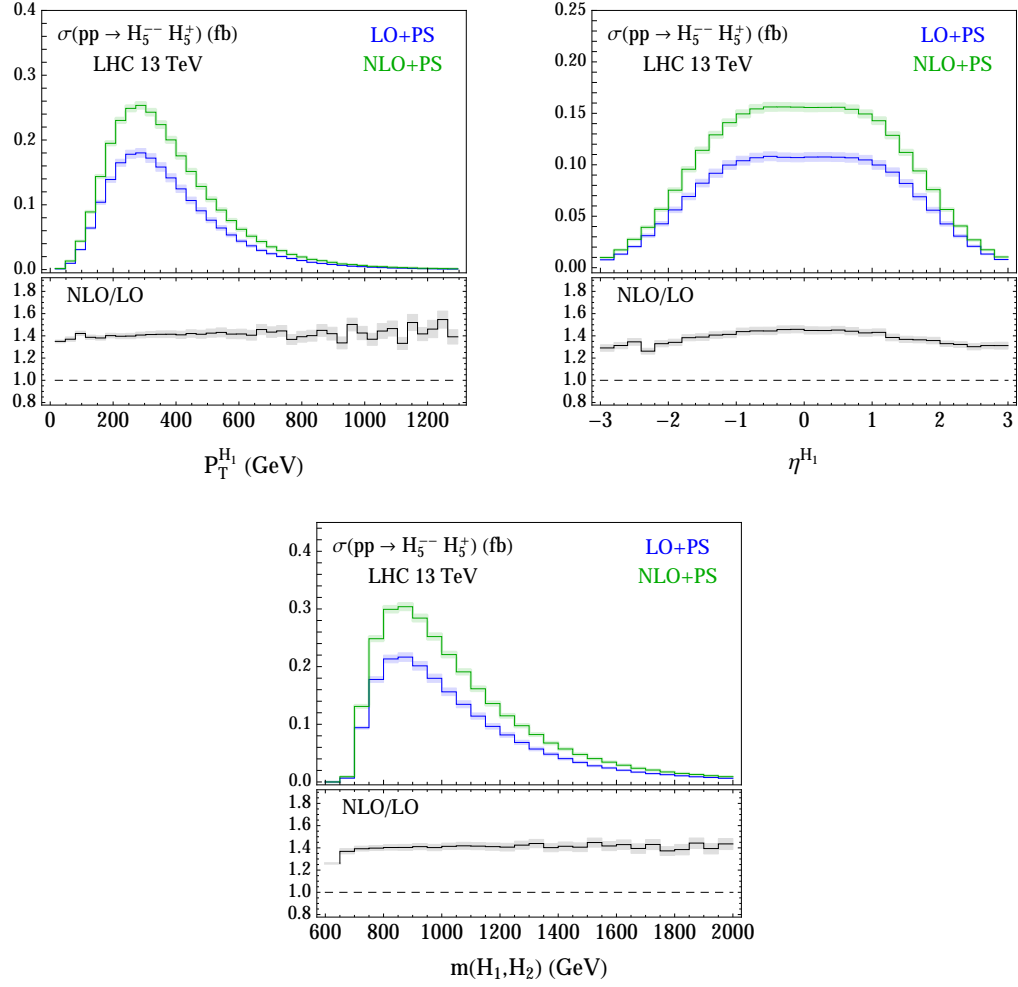 σ(pp → H₅⁻⁻ H₅⁺) (fb)
LO+PS
LHC 13 TeV
NLO+PS
0.4
0.3
0.2
0.1
0.0
NLO/LO
1.8
1.6
1.4
1.2
1.0
0.8
0 200 400 600 800 1000 1200
P_T^{H₁} (GeV)
σ(pp → H₅⁻⁻ H₅⁺) (fb)
LO+PS
LHC 13 TeV
NLO+PS
0.25
0.20
0.15
0.10
0.05
0.00
NLO/LO
1.8
1.6
1.4
1.2
1.0
0.8
−3 −2 −1 0 1 2 3
η^{H₁}
σ(pp → H₅⁻⁻ H₅⁺) (fb)
LO+PS
LHC 13 TeV
NLO+PS
0.4
0.3
0.2
0.1
0.0
NLO/LO
1.8
1.6
1.4
1.2
1.0
0.8
600 800 1000 1200 1400 1600 1800 2000
m(H₁,H₂) (GeV)